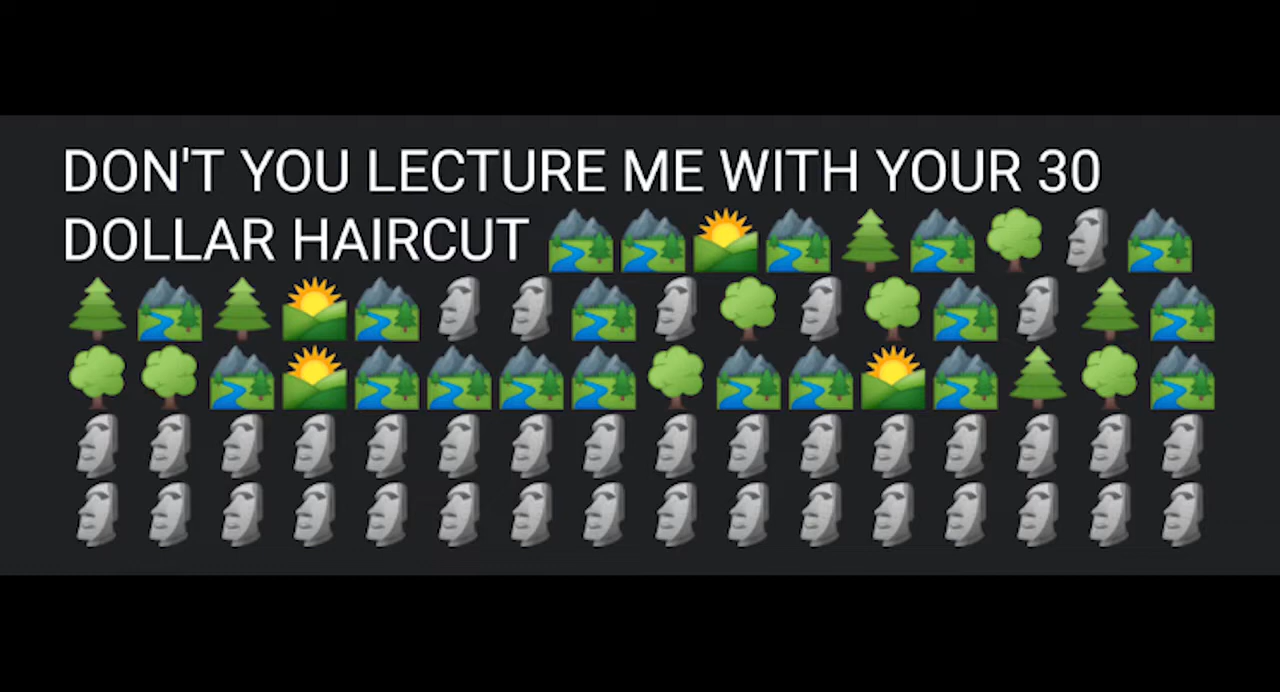 DON'T YOU LECTURE ME WITH YOUR 30
DOLLAR HAIRCUT 🏞🏞🌄🏞🌲🏞🌳🗿🏞
🌲🏞🌲🌄🏞🗿🗿🏞🗿🌳🗿🌳🏞🗿🌲🏞
🌳🌳🏞🌄🏞🏞🏞🏞🌳🏞🏞🌄🏞🌲🌳🏞
🗿🗿🗿🗿🗿🗿🗿🗿🗿🗿🗿🗿🗿🗿🗿🗿
🗿🗿🗿🗿🗿🗿🗿🗿🗿🗿🗿🗿🗿🗿🗿🗿